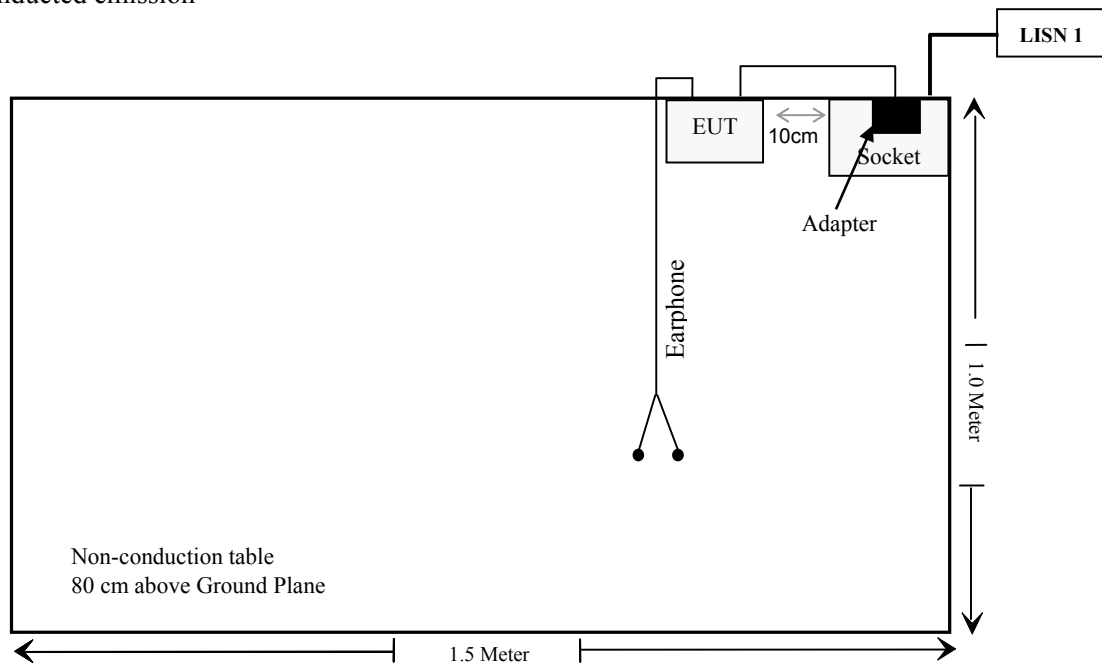 LISN 1
EUT
10cm
Socket
Adapter
Earphone
1.0 Meter
Non-conduction table
80 cm above Ground Plane
1.5 Meter